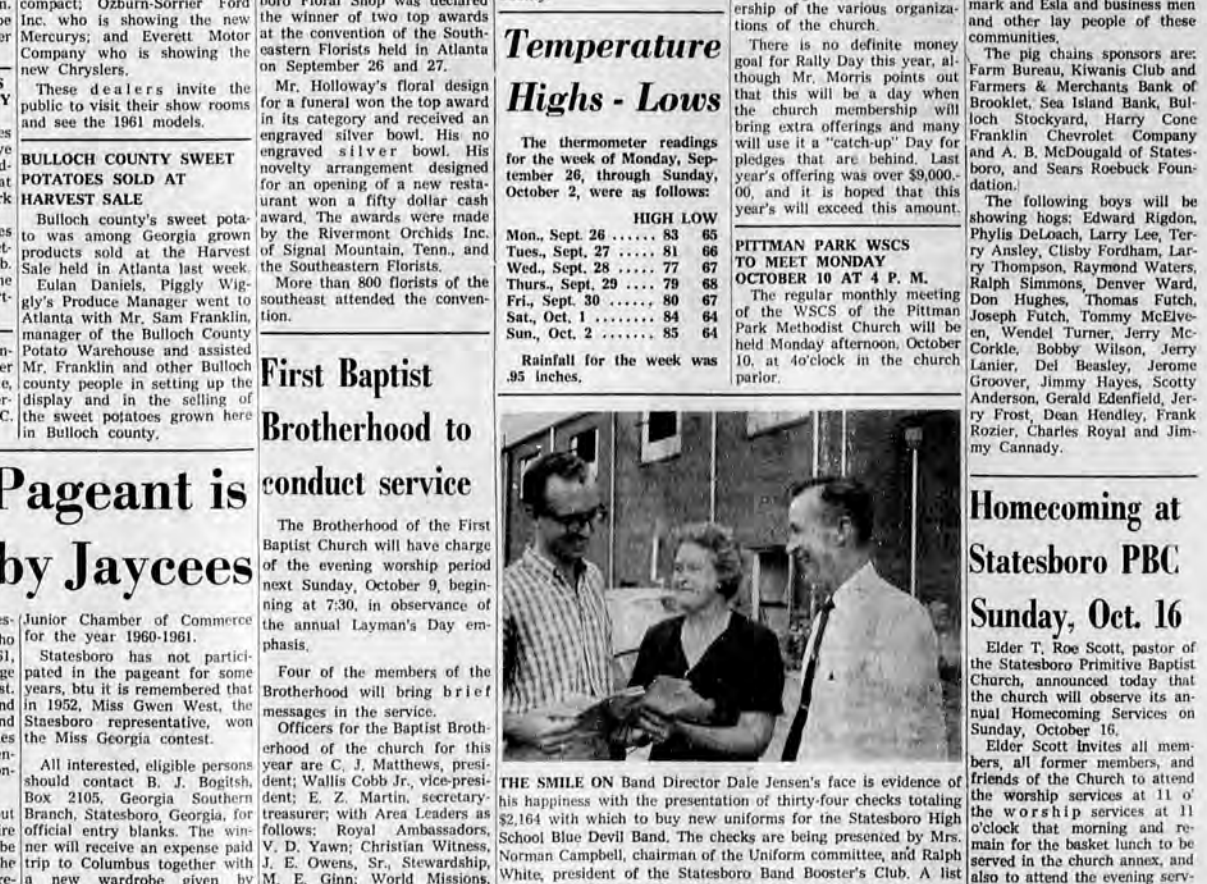 compact; Ozburn-Sorrier Ford
Inc. who is showing the new
Mercurys; and Everett Motor
Company who is showing the
new Chryslers.
These dealers invite the
public to visit their show rooms
and see the 1961 models.
BULLOCH COUNTY SWEET
POTATOES SOLD AT
HARVEST SALE
Bulloch county's sweet pota-
to was among Georgia grown
products sold at the Harvest
Sale held in Atlanta last week.
Eulan Daniels, Piggly Wig-
gly's Produce Manager went to
Atlanta with Mr. Sam Franklin,
manager of the Bulloch County
Potato Warehouse and assisted
Mr. Franklin and other Bulloch
county people in setting up the
display and in the selling of
the sweet potatoes grown here
in Bulloch county.
Pageant is
by Jaycees
Junior Chamber of Commerce
for the year 1960-1961.
Statesboro has not partici-
pated in the pageant for some
years, btu it is remembered that
in 1952, Miss Gwen West, the
Stnesboro representative, won
the Miss Georgia contest.
All interested, eligible persons
should contact B. J. Bogitsh,
Box 2105, Georgia Southern
Branch, Statesboro, Georgia, for
official entry blanks. The win-
ner will receive an expense paid
trip to Columbus together with
a new wardrobe given by
boro Floral Shop was declared
the winner of two top awards
at the convention of the South-
eastern Florists held in Atlanta
on September 26 and 27.
Mr. Holloway's floral design
for a funeral won the top award
in its category and received an
engraved silver bowl. His no
engraved silver bowl. His
novelty arrangement designed
for an opening of a new resta-
urant won a fifty dollar cash
award. The awards were made
by the Rivermont Orchids Inc.
of Signal Mountain, Tenn., and
the Southeastern Florists.
More than 800 florists of the
southeast attended the conven-
tion.
First Baptist
Brotherhood to
conduct service
The Brotherhood of the First
Baptist Church will have charge
of the evening worship period
next Sunday, October 9, begin-
ning at 7:30, in observance of
the annual Layman's Day em-
phasis.
Four of the members of the
Brotherhood will bring brief
messages in the service.
Officers for the Baptist Broth-
erhood of the church for this
year are C. J. Matthews, presi-
dent; Wallis Cobb Jr., vice-presi-
dent; E. Z. Martin, secretary-
treasurer; with Area Leaders as
follows: Royal Ambassadors,
V. D. Yawn; Christian Witness,
J. E. Owens, Sr., Stewardship,
M. E. Ginn; World Missions,
Temperature
Highs - Lows
The thermometer readings
for the week of Monday, Sep-
tember 26, through Sunday,
October 2, were as follows:
HIGH LOW
Mon., Sept. 26 ...... 83 65
Tues., Sept. 27 ..... 81 66
Wed., Sept. 28 ..... 77 67
Thurs., Sept. 29 .... 79 68
Fri., Sept. 30 ...... 80 67
Sat., Oct. 1 ........ 84 64
Sun., Oct. 2 ....... 85 64
Rainfall for the week was
.95 inches.
ership of the various organiza-
tions of the church.
There is no definite money
goal for Rally Day this year, al-
though Mr. Morris points out
that this will be a day when
the church membership will
bring extra offerings and many
will use it a "catch-up" Day for
pledges that are behind. Last
year's offering was over $9,000.-
00, and it is hoped that this
year's will exceed this amount.
PITTMAN PARK WSCS
TO MEET MONDAY
OCTOBER 10 AT 4 P. M.
The regular monthly meeting
of the WSCS of the Pittman
Park Methodist Church will be
held Monday afternoon, October
10, at 4o'clock in the church
parlor.
THE SMILE ON Band Director Dale Jensen's face is evidence of
his happiness with the presentation of thirty-four checks totaling
$2,164 with which to buy new uniforms for the Statesboro High
School Blue Devil Band. The checks are being presented by Mrs.
Norman Campbell, chairman of the Uniform committee, and Ralph
White, president of the Statesboro Band Booster's Club. A list
mark and Esla and business men
and other lay people of these
communities.
The pig chains sponsors are:
Farm Bureau, Kiwanis Club and
Farmers & Merchants Bank of
Brooklet, Sea Island Bank, Bul-
loch Stockyard, Harry Cone
Franklin Chevrolet Company
and A. B. McDougald of States-
boro, and Sears Roebuck Foun-
dation.
The following boys will be
showing hogs: Edward Rigdon,
Phylis DeLoach, Larry Lee, Ter-
ry Ansley, Clisby Fordham, Lar-
ry Thompson, Raymond Waters,
Ralph Simmons, Denver Ward,
Don Hughes, Thomas Futch,
Joseph Futch, Tommy McElve-
en, Wendel Turner, Jerry Mc-
Corkle, Bobby Wilson, Jerry
Lanier, Del Beasley, Jerome
Groover, Jimmy Hayes, Scotty
Anderson, Gerald Edenfield, Jer-
ry Frost, Dean Hendley, Frank
Rozier, Charles Royal and Jim-
my Cannady.
Homecoming at
Statesboro PBC
Sunday, Oct. 16
Elder T. Roe Scott, pastor of
the Statesboro Primitive Baptist
Church, announced today that
the church will observe its an-
nual Homecoming Services on
Sunday, October 16.
Elder Scott invites all mem-
bers, all former members, and
friends of the Church to attend
the worship services at 11 o'
the worship services at 11
o'clock that morning and re-
main for the basket lunch to be
served in the church annex, and
also to attend the evening serv-